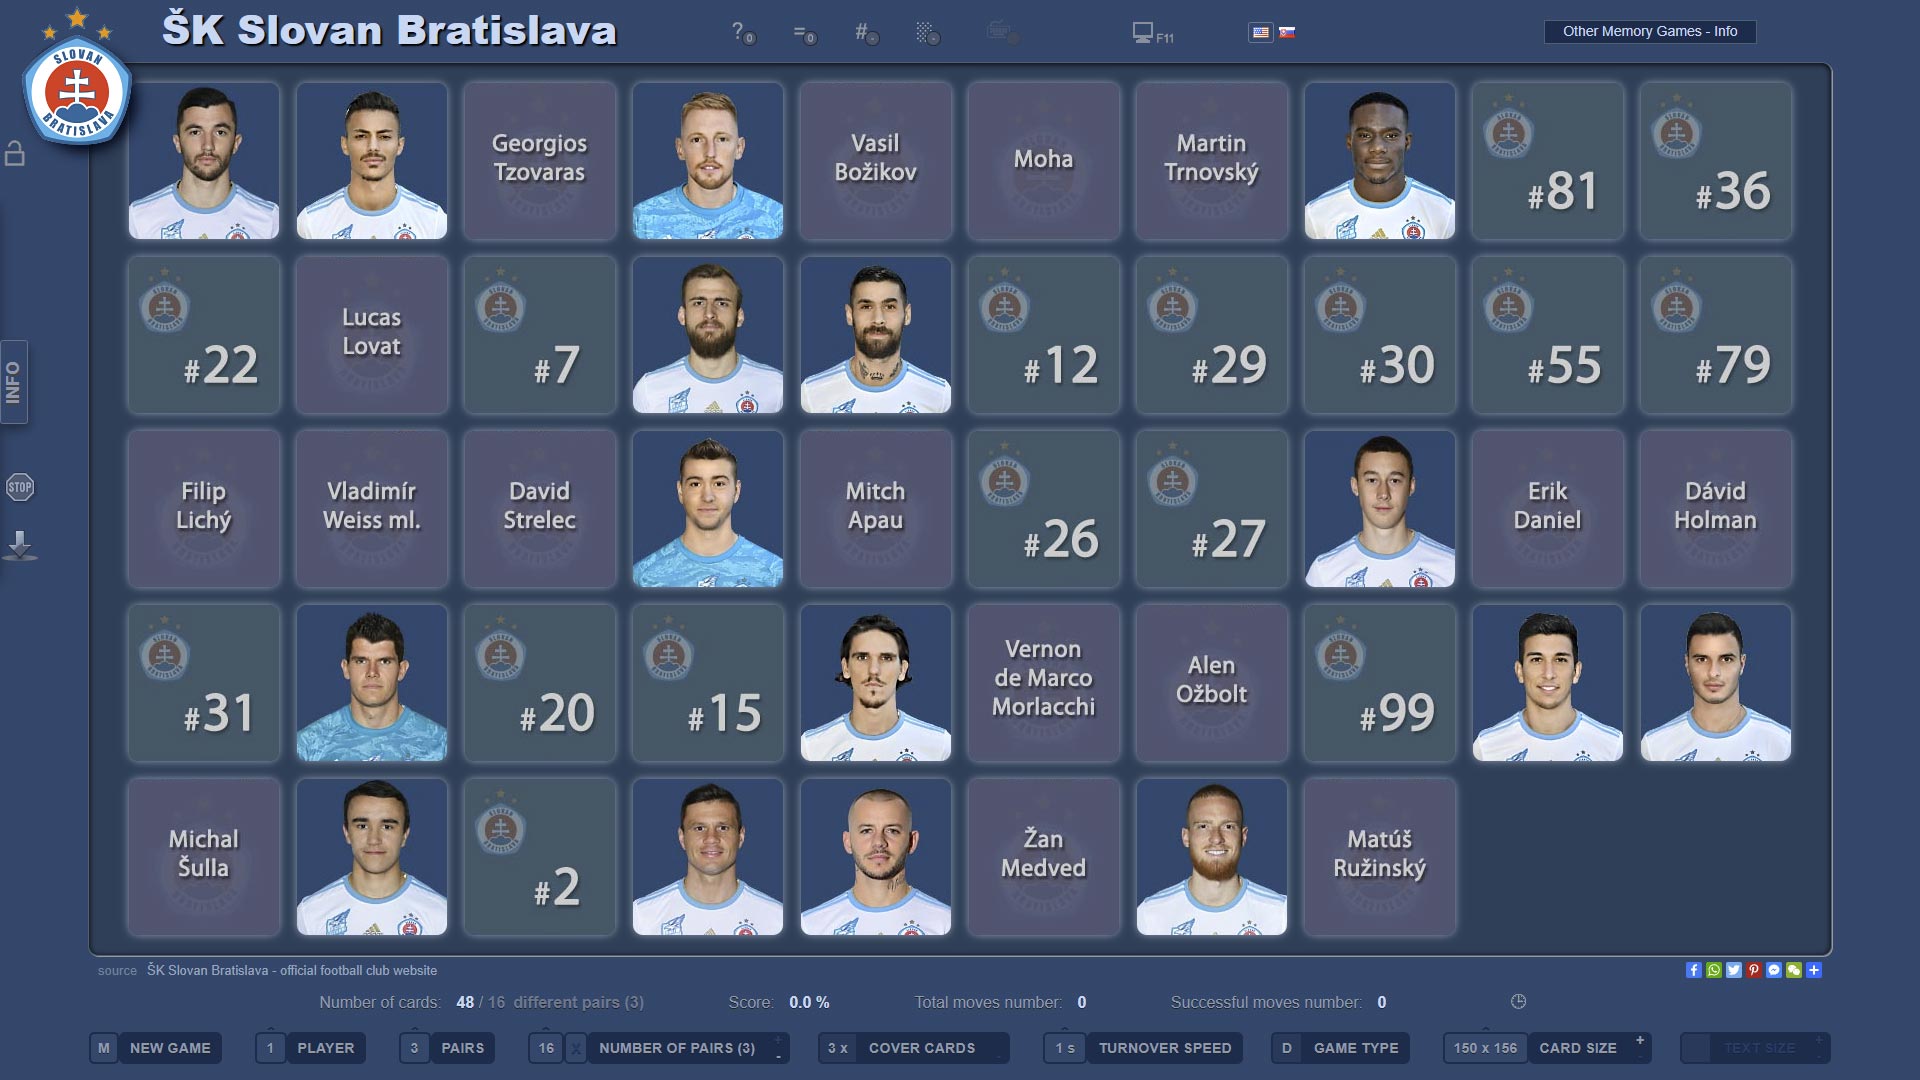 ŠK Slovan Bratislava
?0
=0
#-
F11
Other Memory Games - Info
SLOVAN
BRATISLAVA
Georgios
Tzovaras
Vasil
Božikov
Moha
Martin
Trnovský
#81
#36
#22
Lucas
Lovat
#7
#12
#29
#30
#55
#79
INFO
STOP
Filip
Lichý
Vladimír
Weiss ml.
David
Strelec
Mitch
Apau
#26
#27
Erik
Daniel
Dávid
Holman
#31
#20
#15
Vernon
de Marco
Morlacchi
Alen
Ožbolt
#99
Michal
Šulla
#2
Žan
Medved
Matúš
Ružinský
source ŠK Slovan Bratislava - official football club website
Number of cards: 48 / 16 different pairs (3) Score: 0.0 % Total moves number: 0 Successful moves number: 0
M NEW GAME 1 PLAYER 3 PAIRS 16 X NUMBER OF PAIRS (3) + - 3 x COVER CARDS 1 s TURNOVER SPEED D GAME TYPE 150 x 156 CARD SIZE + - TEXT SIZE + -